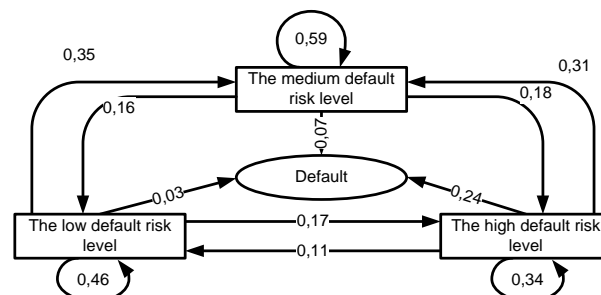 0,59
0,35
0,31
The medium default
risk level
0,16
0,18
0,07
Default
0,03
0,24
The low default risk
level
0,17
The high default risk
level
0,11
0,46
0,34